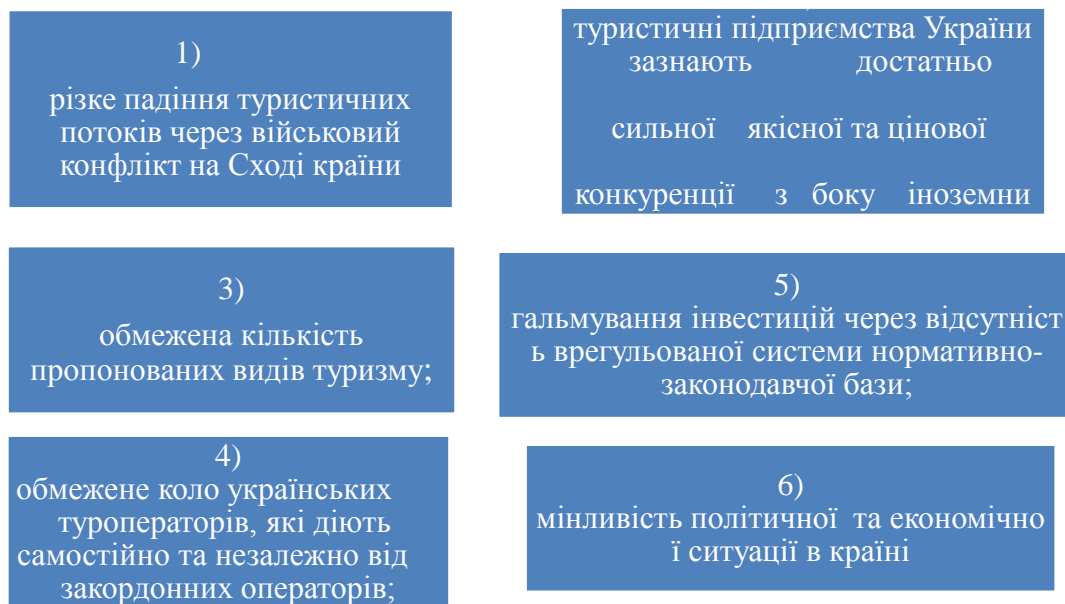 1)
різке падіння туристичних
потоків через військовий
конфлікт на Сході країни
туристичні підприємства України
зазнають достатньо
сильної якісної та цінової
конкуренції з боку іноземни
3)
обмежена кількість
пропонованих видів туризму;
5)
гальмування інвестицій через відсутніст
ь врегульованої системи нормативно-
законодавчої бази;
4)
обмежене коло українських
туроператорів, які діють
самостійно та незалежно від
закордонних операторів;
6)
мінливість політичної та економічно
ї ситуації в країні